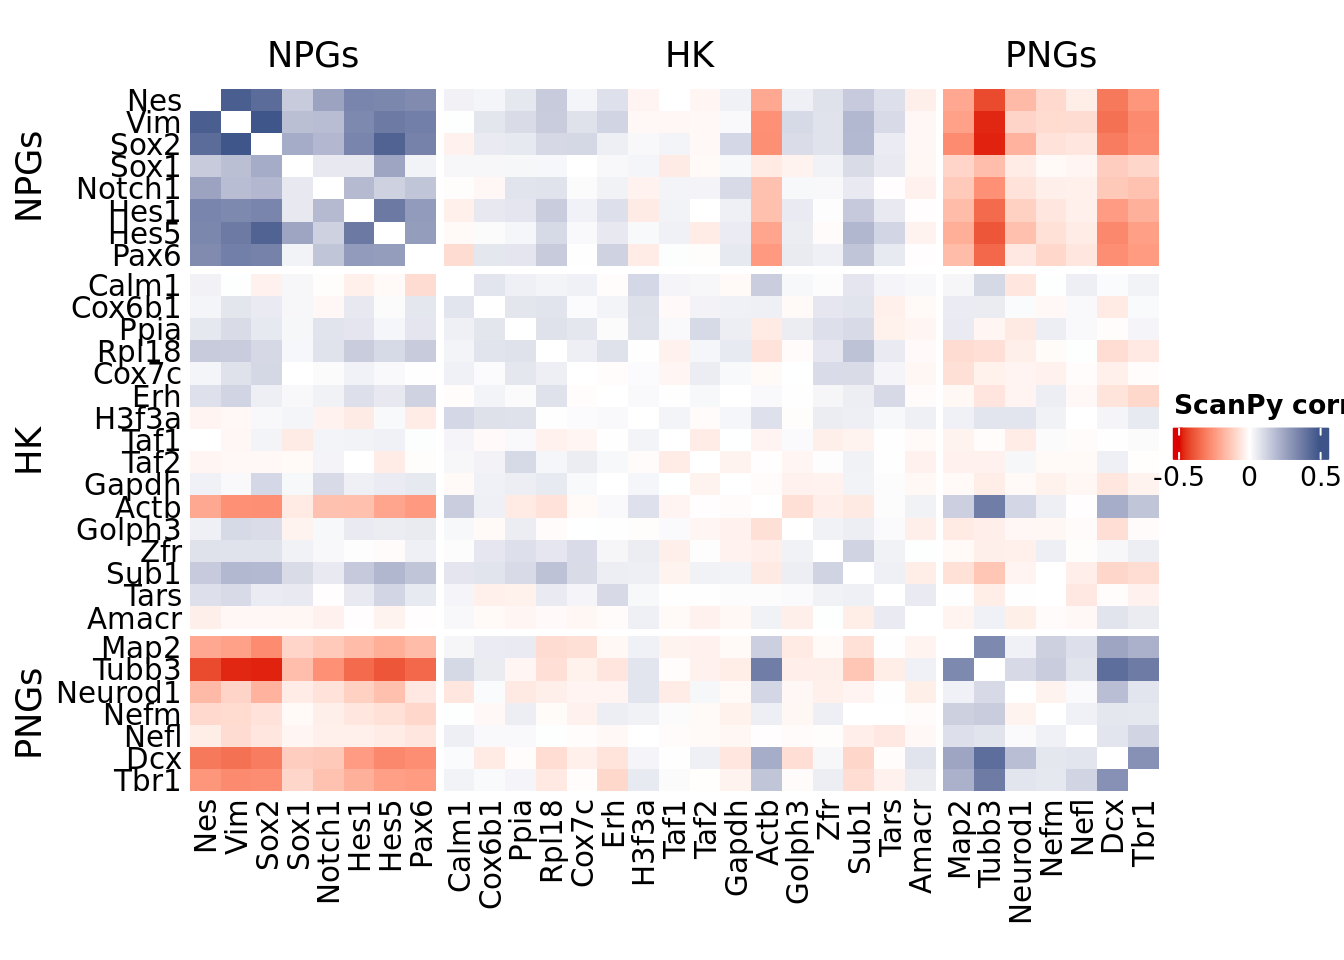 NPGs HK PNGs
NPGs
Nes
Vim
Sox2
Sox1
Notch1
Hes1
Hes5
Pax6
HK
Calm1
Cox6b1
Ppia
Rpl18
Cox7c
Erh
H3f3a
Taf1
Taf2
Gapdh
Actb
Golph3
Zfr
Sub1
Tars
Amacr
PNGs
Map2
Tubb3
Neurod1
Nefm
Nefl
Dcx
Tbr1
Nes Vim Sox2 Sox1 Notch1 Hes1 Hes5 Pax6 Calm1 Cox6b1 Ppia Rpl18 Cox7c Erh H3f3a Taf1 Taf2 Gapdh Actb Golph3 Zfr Sub1 Tars Amacr Map2 Tubb3 Neurod1 Nefm Nefl Dcx Tbr1
ScanPy corr
-0.5 0 0.5